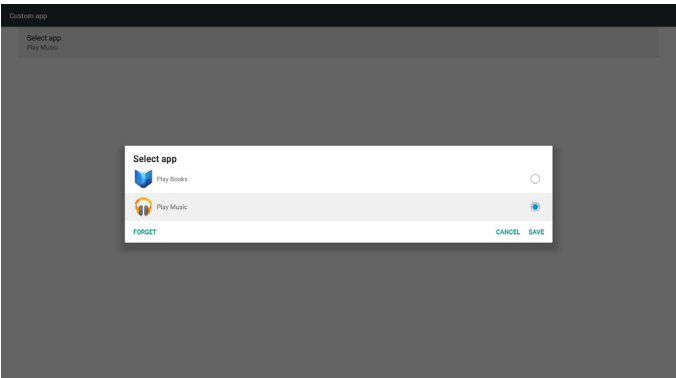 Custom app
Select app
Play Music
Select app
Play Books
Play Music
FORGET
CANCEL SAVE